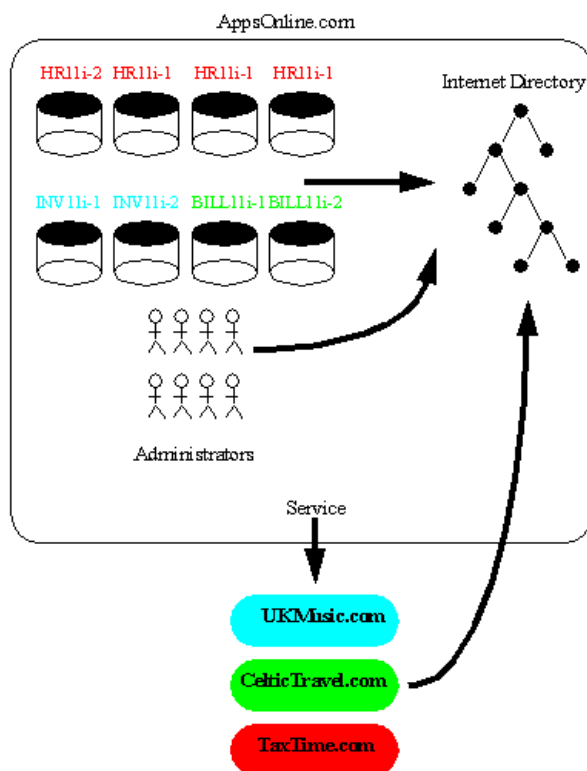 AppsOnline.com
HR11i-2 HR11i-1 HR11i-1 HR11i-1
Internet Directory
INV11i-1 INV11i-2 BILL11i-1 BILL11i-2
Administrators
Service
UKMusic.com
CelticTravel.com
TaxTime.com